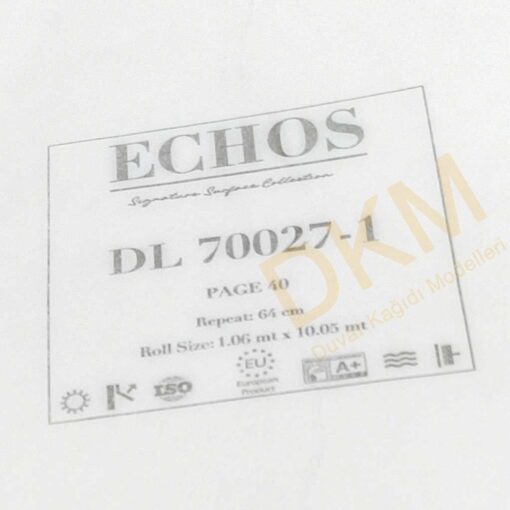 ECHOS
Signature Surface Collection
DL 70027-1
PAGE 40
Repeat: 64 cm
Roll Size: 1.06 mt x 10.05 mt
ISO
EU
European
Product
A+
DKM
Duvar Kağıdı Modelleri